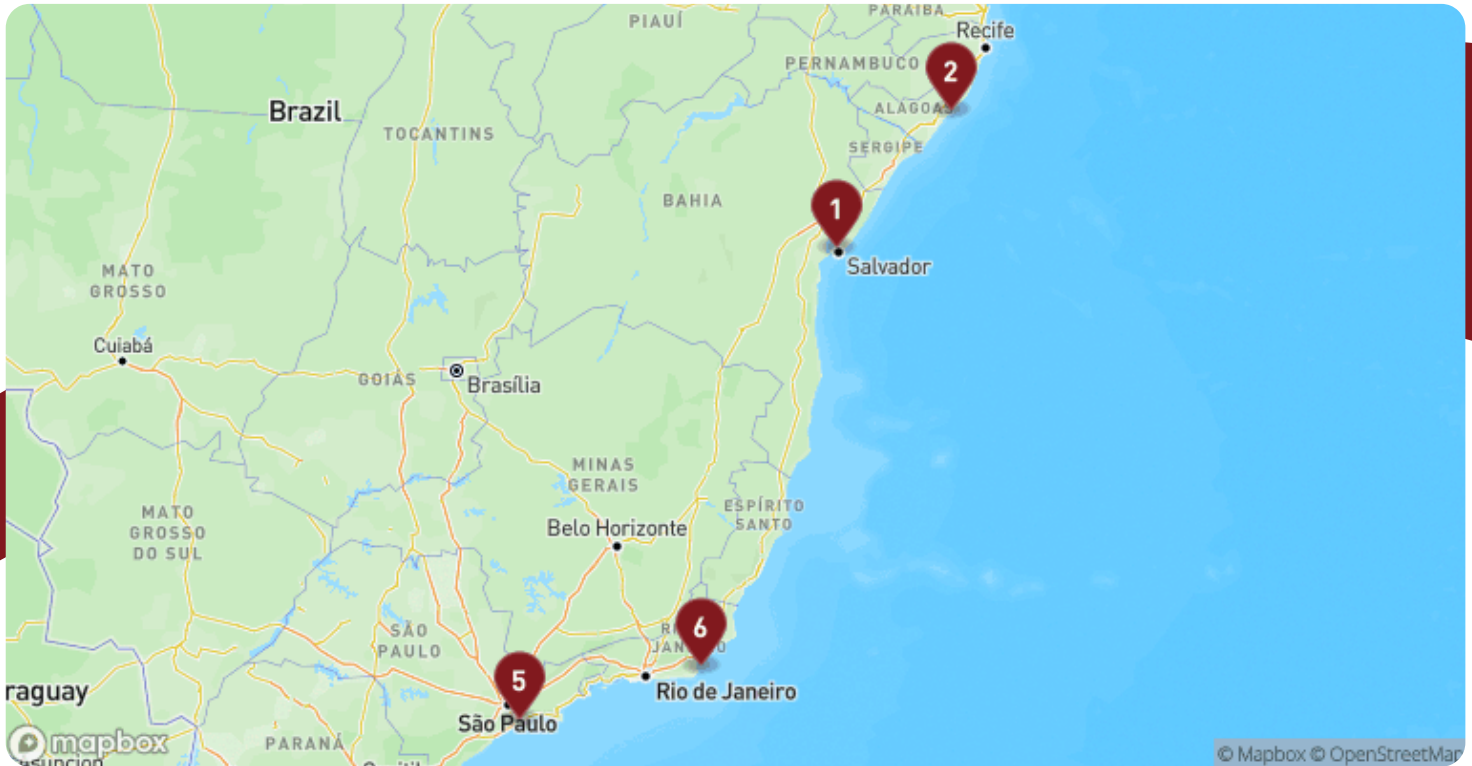 PARAÍBA
PIAUÍ
Recife
PERNAMBUCO
2
Brazil
ALAGOAS
TOCANTINS
SERGIPE
BAHIA
1
Salvador
MATO
GROSSO
Cuiabá
GOIÁS
Brasília
MINAS
GERAIS
ESPÍRITO
SANTO
MATO
GROSSO
DO SUL
Belo Horizonte
6
SÃO
PAULO
JANEIRO
5
raguay
Rio de Janeiro
São Paulo
mapbox
PARANÁ
© Mapbox © OpenStreetMap